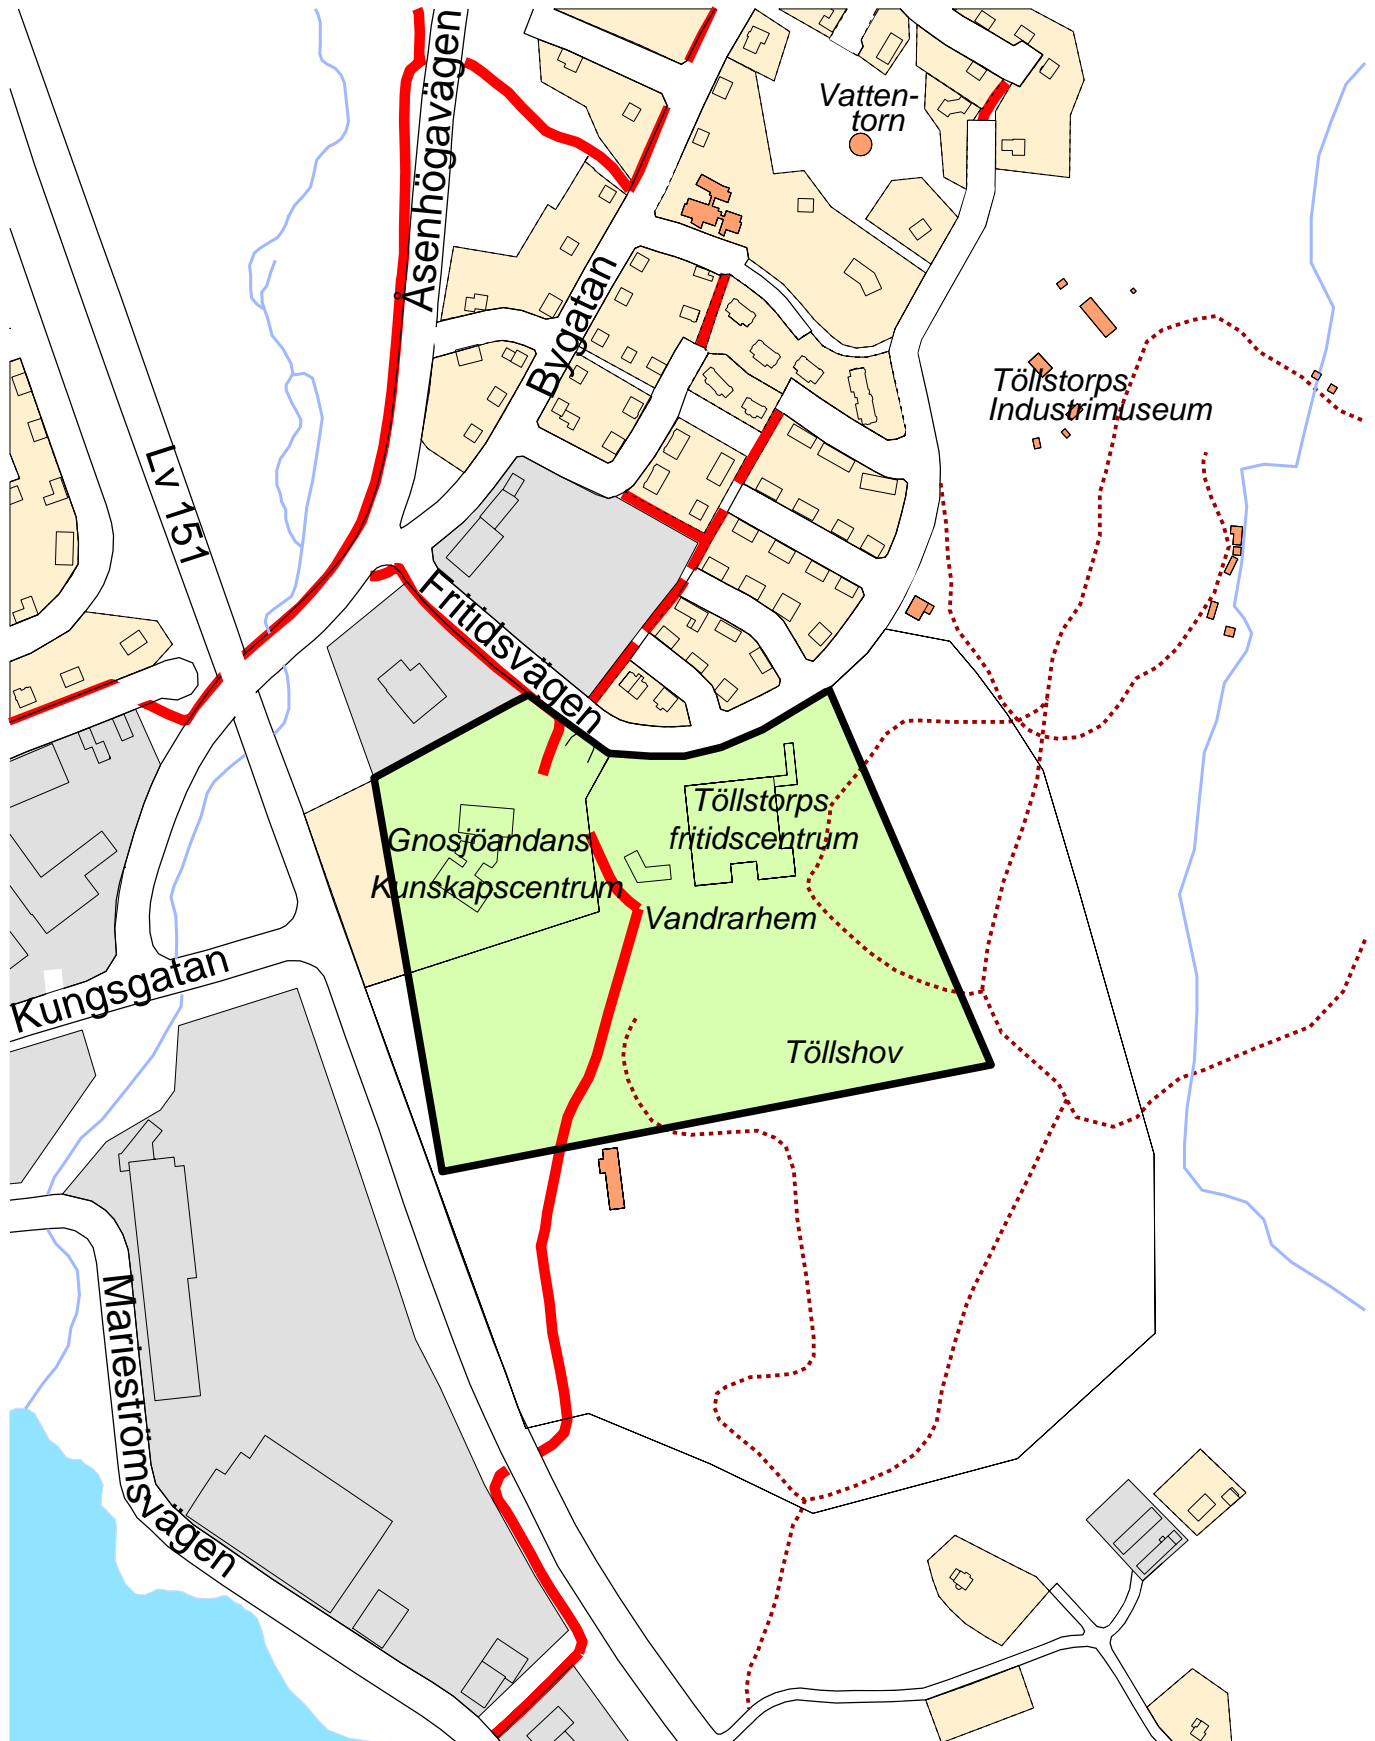 Åsenhögavägen
Vatten-
torn
Bygatan
Töllstorps
Industrimuseum
Lv 151
Fritidsvägen
Töllstorps
fritidscentrum
Gnosjöandans
Kunskapscentrum
Vandrarhem
Kungsgatan
Töllshov
Marieströmsvägen